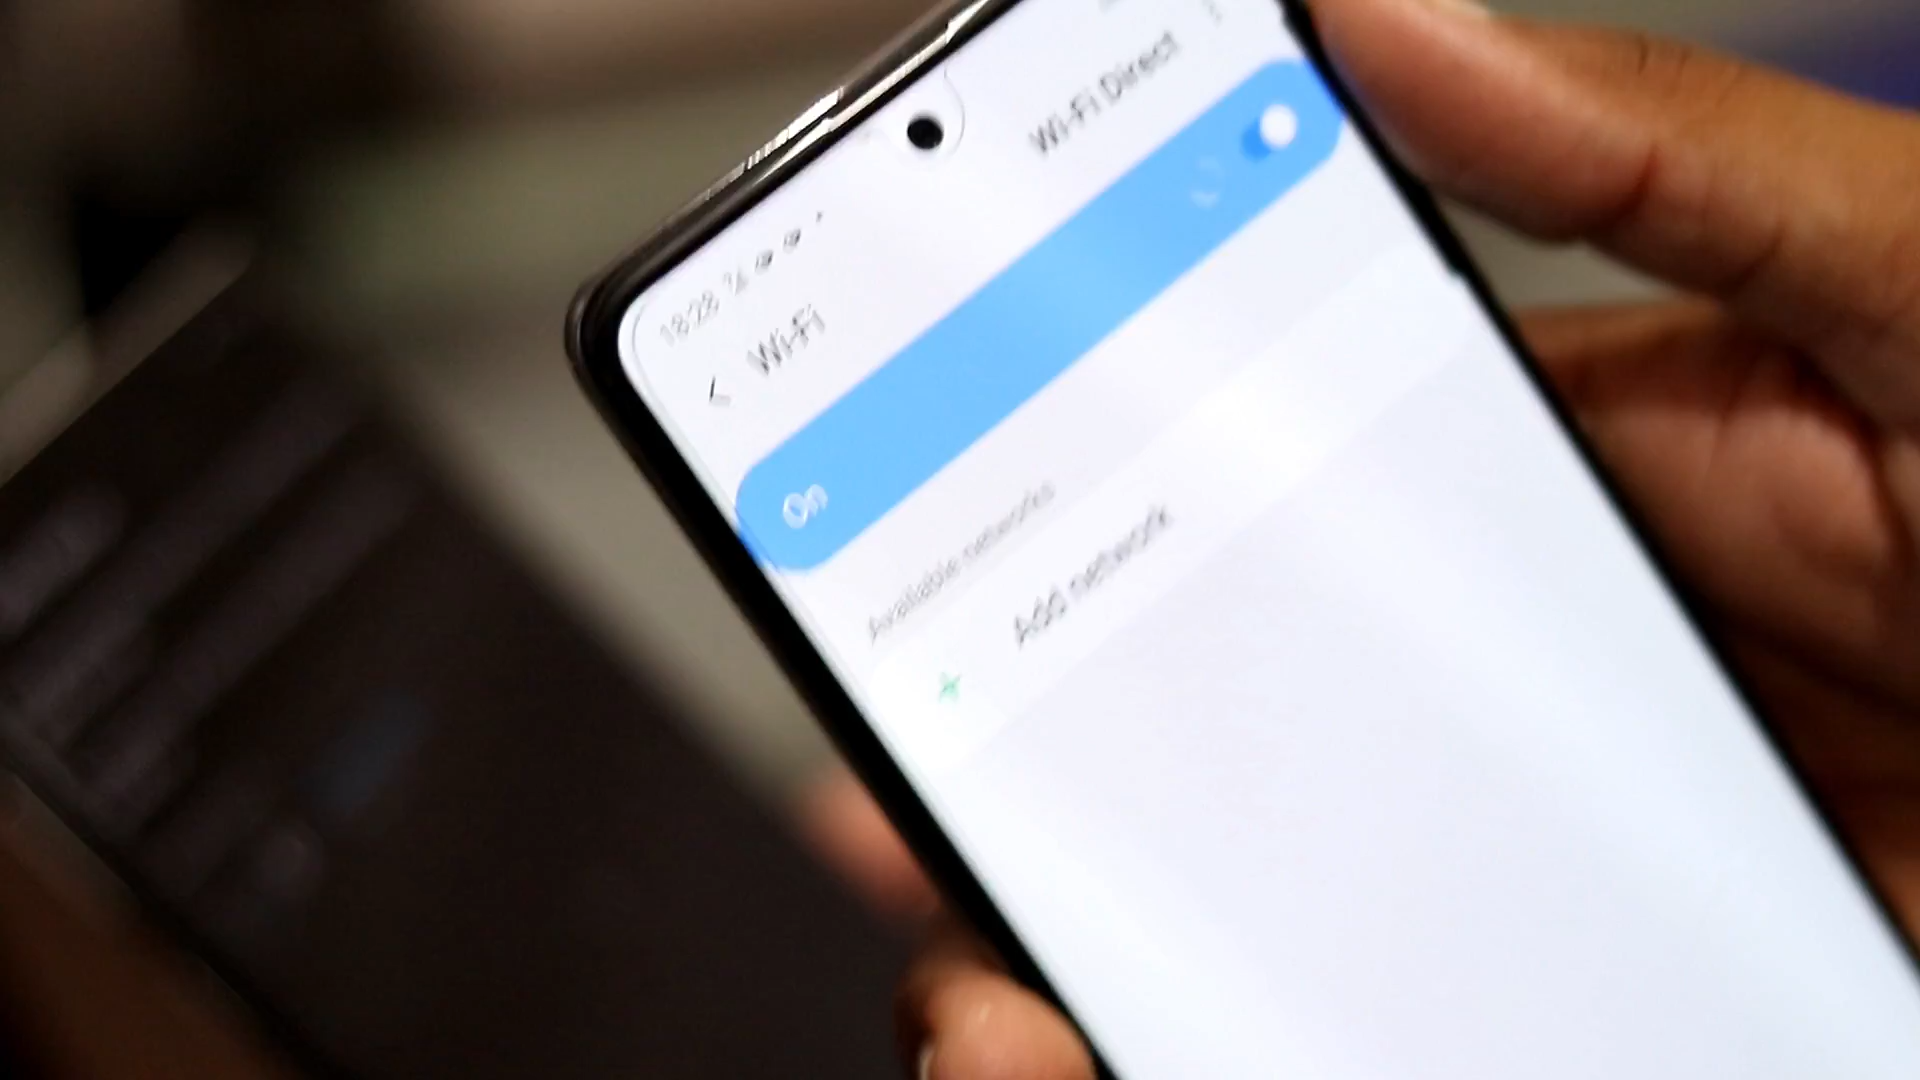 18:28
Wi-Fi
Wi-Fi Direct
On
Available networks
Add network